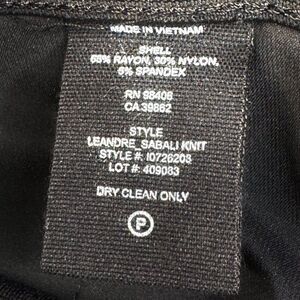 MADE IN VIETNAM
SHELL
65% RAYON, 30% NYLON,
5% SPANDEX
RN 98408
CA 39862
STYLE
LEANDRE_SABALI KNIT
STYLE #: I0726203
LOT #: 409083
DRY CLEAN ONLY
P